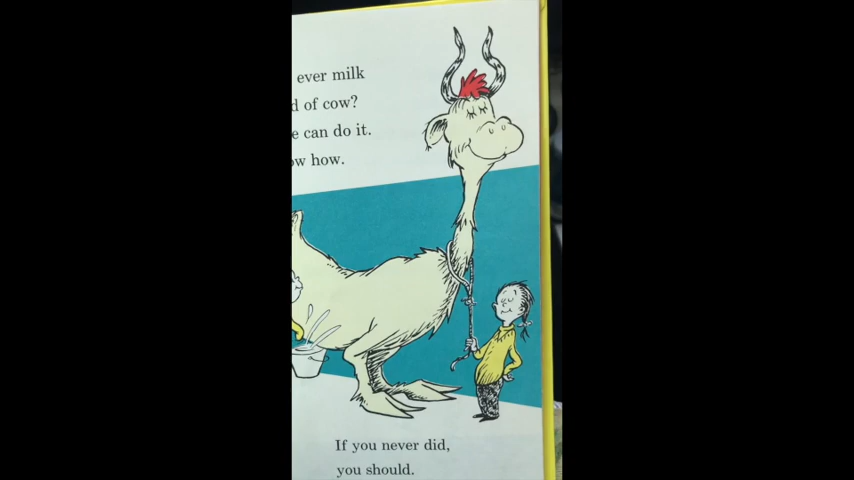 ever milk
of cow?
can do it.
how.
If you never did,
you should.